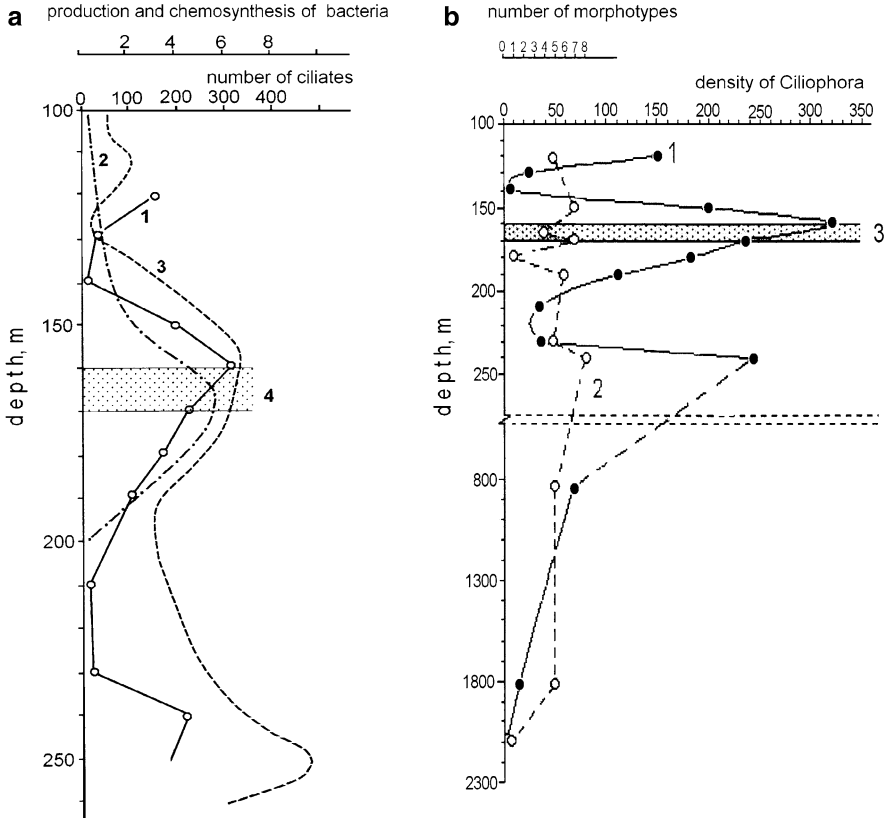 a
production and chemosynthesis of bacteria
2 4 6 8
number of ciliates
100 0 100 200 300 400
2
1
3
150
4
200
250
depth, m
b
number of morphotypes
0 1 2 3 4 5 6 7 8
density of Ciliophora
0 50 100 150 200 250 300 350
100
1
150
3
200
2
250
800
1300
1800
2300
depth, m